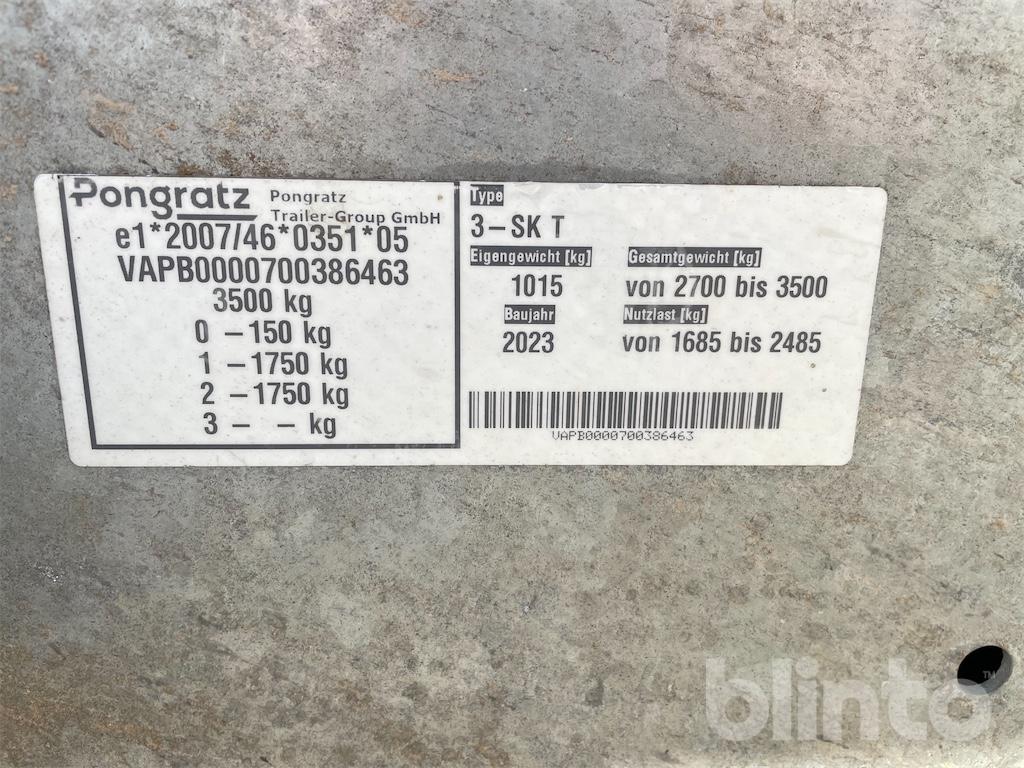 Pongratz Pongratz
Trailer-Group GmbH
e1*2007/46*0351*05
VAPB0000700386463
3500 kg
0 – 150 kg
1 – 1750 kg
2 – 1750 kg
3 – – kg
Type
3–SK T
Eigengewicht [kg] Gesamtgewicht [kg]
1015 von 2700 bis 3500
Baujahr Nutzlast [kg]
2023 von 1685 bis 2485
VAPB0000700386463
blinto™